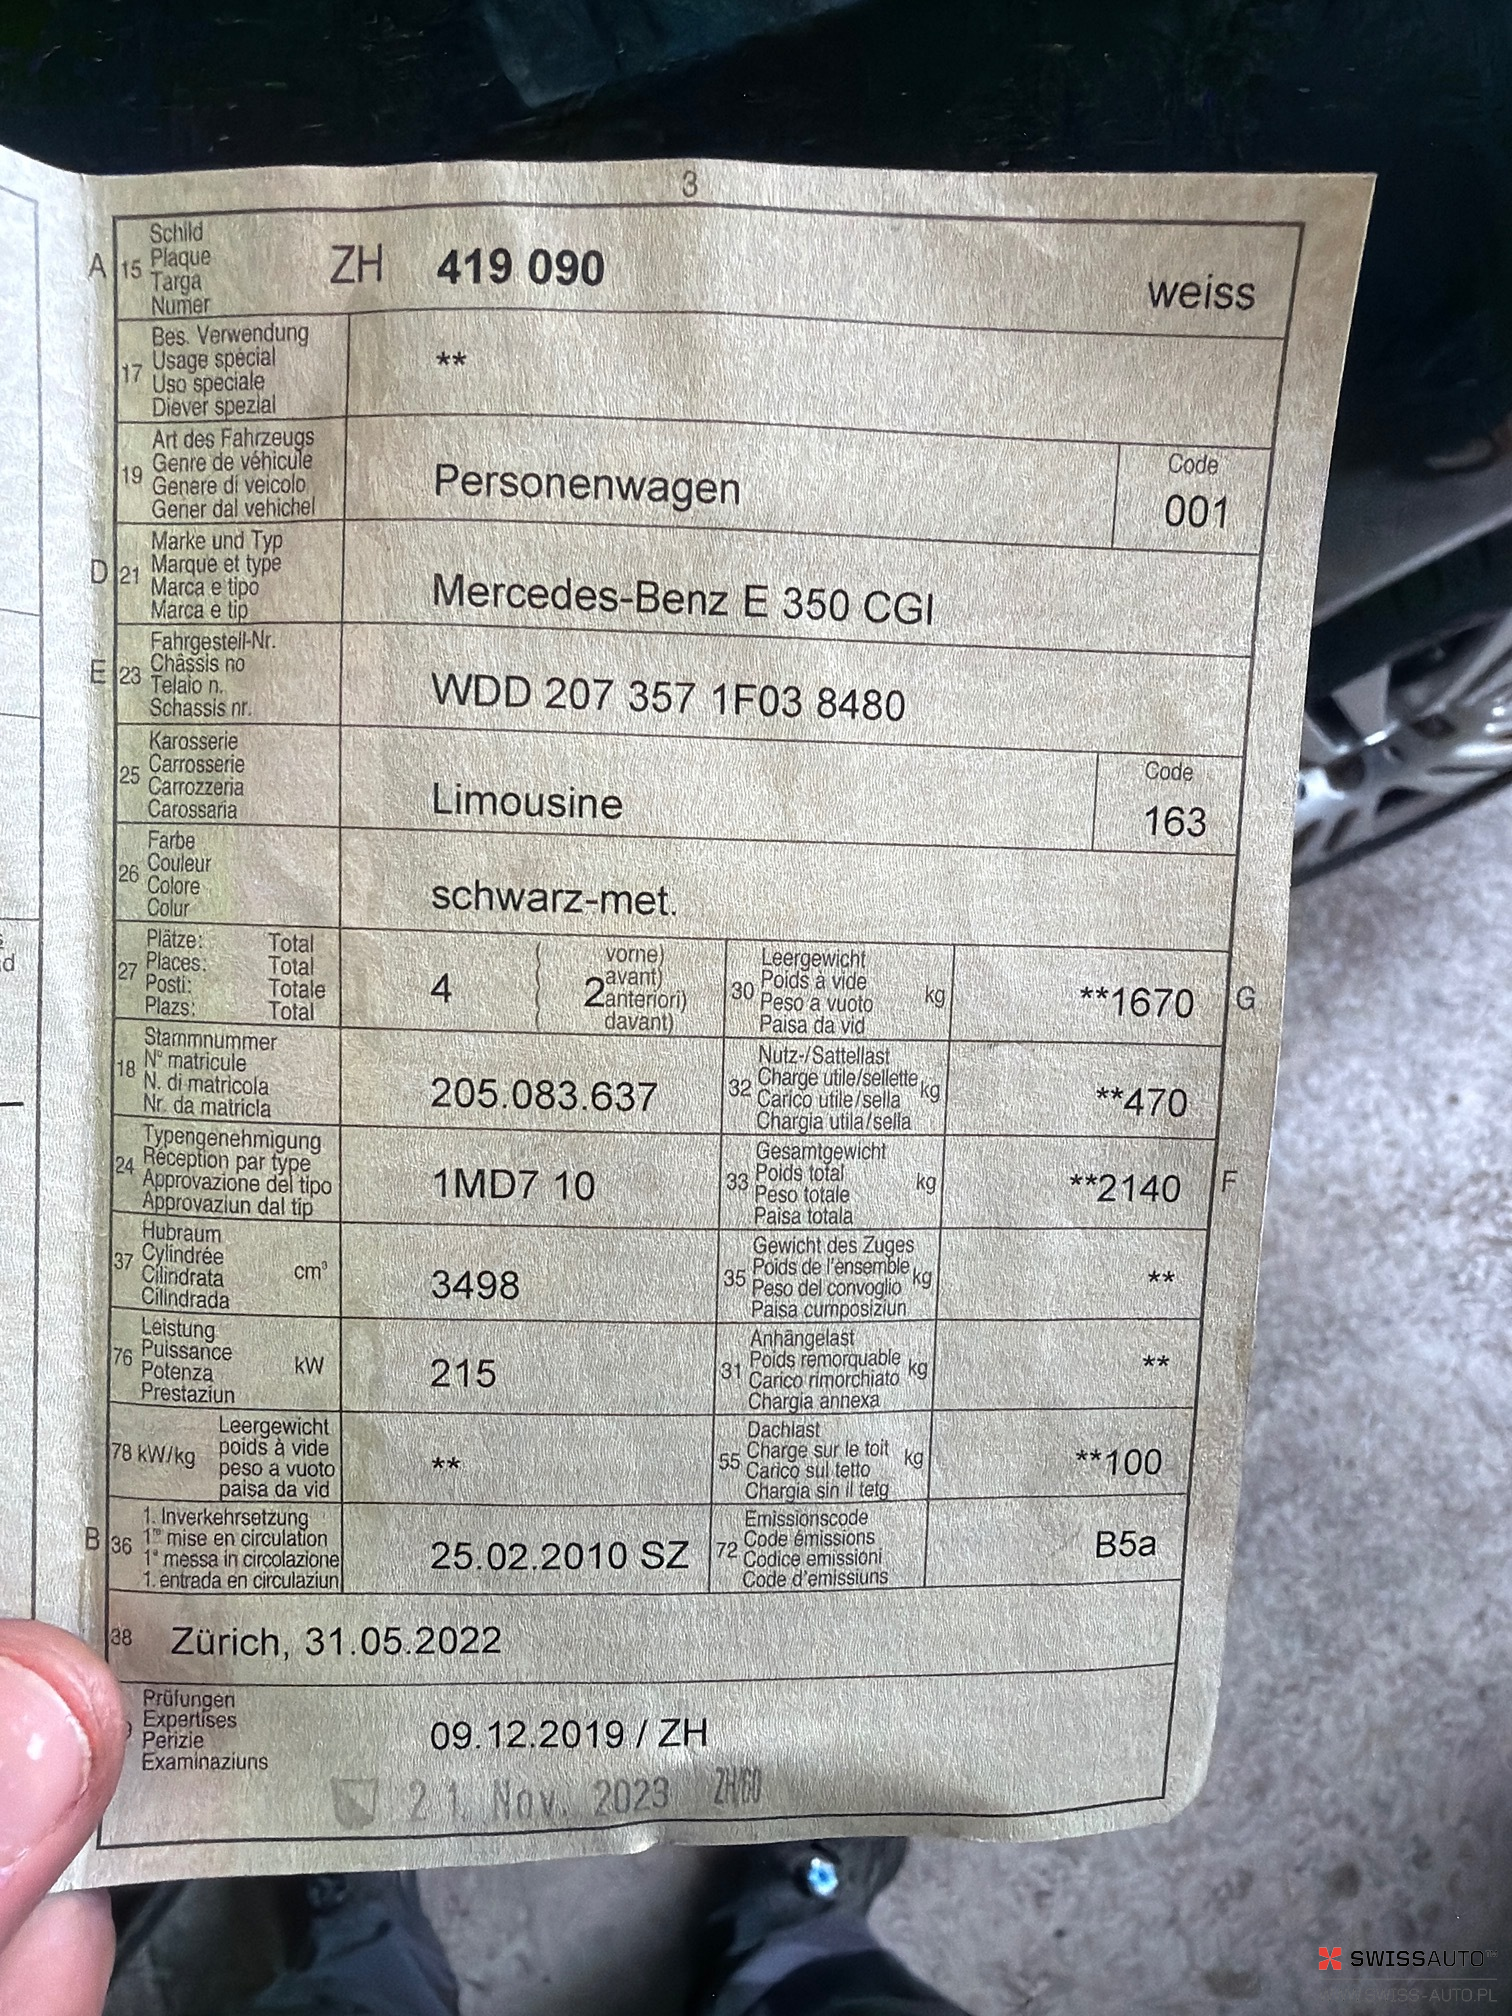 3
A 15 Schild
Plaque
Targa
Numer
ZH 419 090
weiss
17 Bes. Verwendung
Usage spécial
Uso speciale
Diever spezial
**
19 Art des Fahrzeugs
Genre de véhicule
Genere di veicolo
Gener dal vehichel
Personenwagen
Code
001
D 21 Marke und Typ
Marque et type
Marca e tipo
Marca e tip
Mercedes-Benz E 350 CGI
E 23 Fahrgestell-Nr.
Châssis no
Telaio n.
Schassis nr.
WDD 207 357 1F03 8480
25 Karosserie
Carrosserie
Carrozzeria
Carossaria
Limousine
Code
163
26 Farbe
Couleur
Colore
Colur
schwarz-met.
27 Plätze: Total
Places: Total
Posti: Totale
Plazs: Total
4
2
vorne)
avant)
anteriori)
davant)
30 Leergewicht
Poids à vide
Peso a vuoto
Paisa da vid
kg
**1670
G
18 Stammnummer
N° matricule
N. di matricola
Nr. da matricla
205.083.637
32 Nutz-/Sattellast
Charge utile/sellette
Carico utile/sella
Chargia utila/sella
kg
**470
24 Typengenehmigung
Réception par type
Approvazione del tipo
Approvaziun dal tip
1MD7 10
33 Gesamtgewicht
Poids total
Peso totale
Paisa totala
kg
**2140
F
37 Hubraum
Cylindrée
Cilindrata
Cilindrada
cm³
3498
35 Gewicht des Zuges
Poids de l'ensemble
Peso del convoglio
Paisa cumposiziun
kg
**
76 Leistung
Puissance
Potenza
Prestaziun
kW
215
31 Anhängelast
Poids remorquable
Carico rimorchiato
Chargia annexa
kg
**
78 kW/kg
Leergewicht
poids à vide
peso a vuoto
paisa da vid
**
55 Dachlast
Charge sur le toit
Carico sul tetto
Chargia sin il tetg
kg
**100
B 36 1. Inverkehrsetzung
1re mise en circulation
1a messa in circolazione
1. entrada en circulaziun
25.02.2010 SZ
72 Emissionscode
Code émissions
Codice emissioni
Code d'emissiuns
B5a
38 Zürich, 31.05.2022
Prüfungen
Expertises
Perizie
Examinaziuns
09.12.2019 / ZH
21. Nov. 2023 ZH/60
SWISSAUTO
WWW.SWISS-AUTO.PL